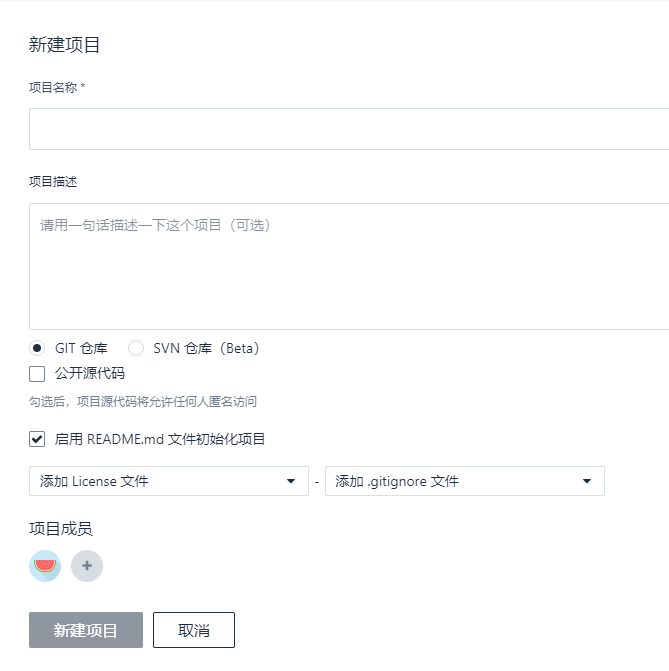 新建项目
项目名称 *
项目描述
请用一句话描述一下这个项目（可选）
GIT 仓库 SVN 仓库（Beta）
公开源代码
勾选后，项目源代码将允许任何人匿名访问
启用 README.md 文件初始化项目
添加 License 文件 - 添加 .gitignore 文件
项目成员
+
新建项目 取消